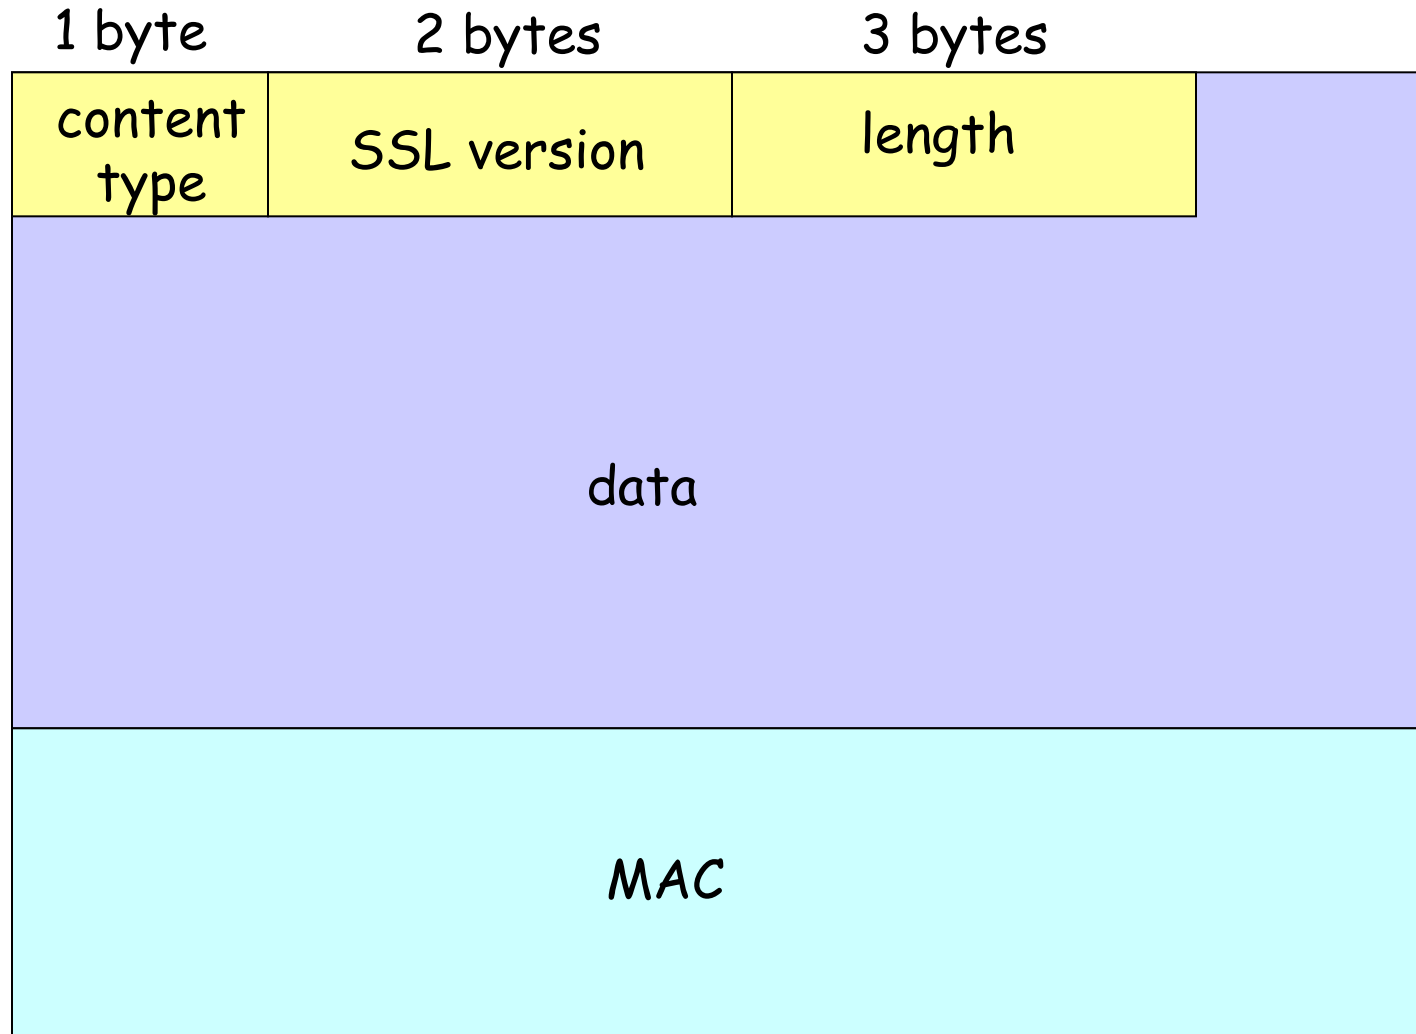 1 byte 2 bytes 3 bytes
content
type
SSL version
length
data
MAC